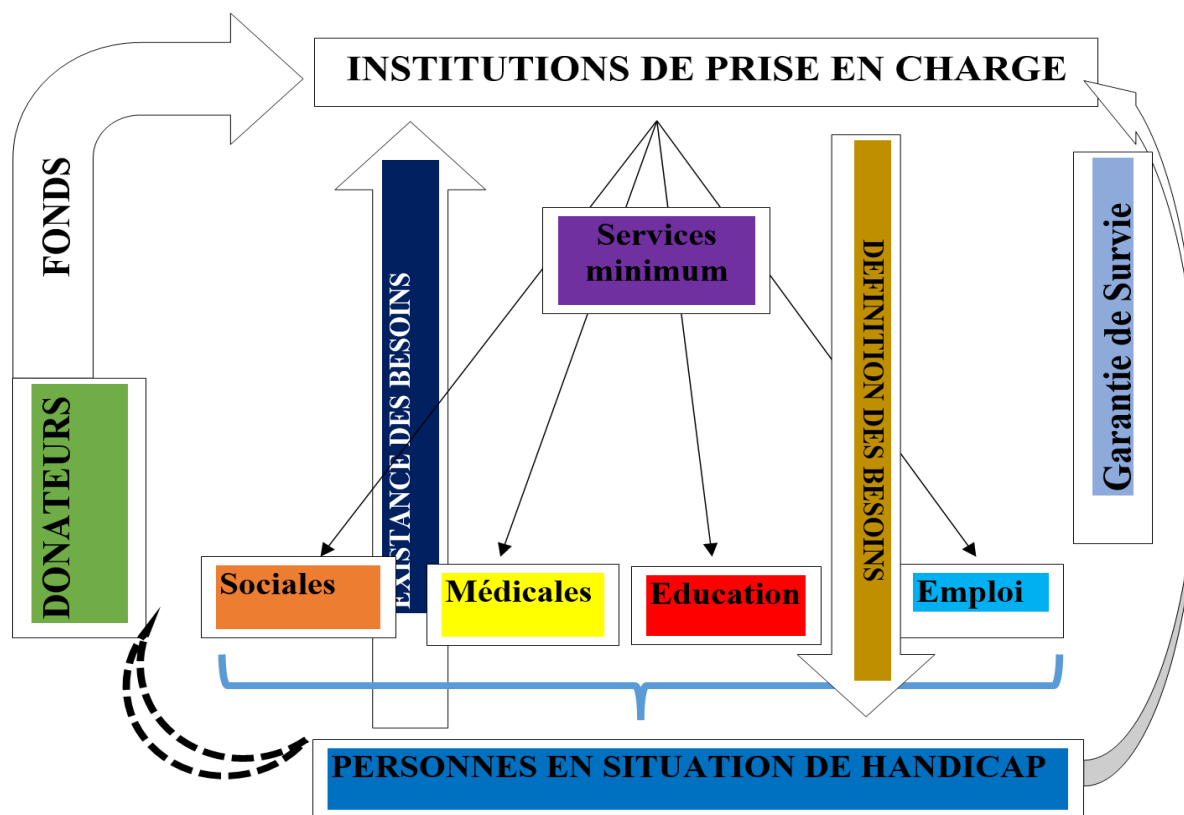 INSTITUTIONS DE PRISE EN CHARGE
FONDS
Services
minimum
DONATEURS
EXISTANCE DES BESOINS
DEFINITION DES BESOINS
Garantie de Survie
Sociales
Médicales
Education
Emploi
PERSONNES EN SITUATION DE HANDICAP